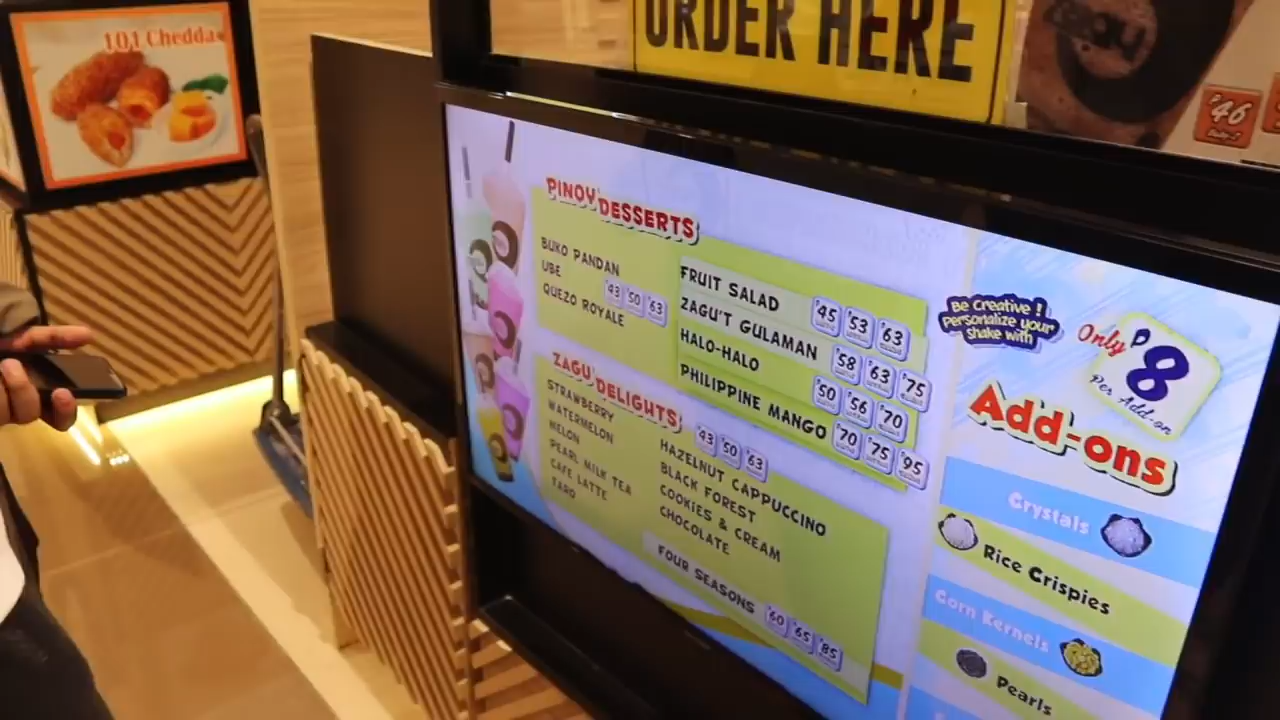 101 Chedda
ORDER HERE
₱46
PINOY DESSERTS
BUKO PANDAN
UBE
₱43 ₱50 ₱63
QUEZO ROYALE
FRUIT SALAD ₱45 ₱53 ₱63
ZAGU'T GULAMAN ₱58 ₱63 ₱75
HALO-HALO ₱50 ₱56 ₱70
PHILIPPINE MANGO ₱70 ₱75 ₱95
ZAGU DELIGHTS
₱43 ₱50 ₱63
STRAWBERRY
WATERMELON
MELON
PEARL MILK TEA
CAFE LATTE
TARO
HAZELNUT CAPPUCCINO
BLACK FOREST
COOKIES & CREAM
CHOCOLATE
FOUR SEASONS ₱60 ₱65 ₱85
Be Creative!
Personalize your
shake with
Only ₱8
Per Add-on
Add-ons
Crystals
Rice Crispies
Corn Kernels
Pearls